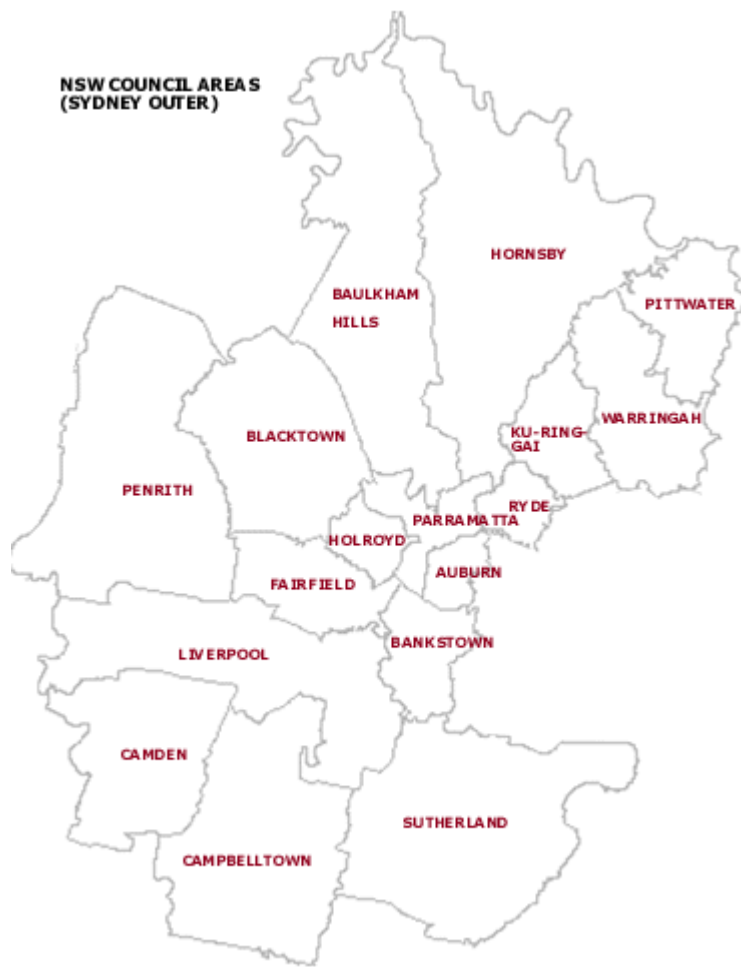 NSW COUNCIL AREAS
(SYDNEY OUTER)
HORNSBY
BAULKHAM
HILLS
PITTWATER
WARRINGAH
KU-RING-
GAI
BLACKTOWN
PENRITH
RYDE
PARRAMATTA
HOLROYD
AUBURN
FAIRFIELD
BANKSTOWN
LIVERPOOL
CAMDEN
SUTHERLAND
CAMPBELLTOWN